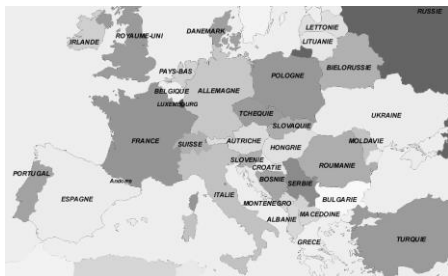 RUSSIE
LETTONIE
DANEMARK
IRLANDE
ROYAUME-UNI
LITUANIE
BIELORUSSIE
PAYS-BAS
POLOGNE
BELGIQUE
ALLEMAGNE
LUXEMBOURG
TCHEQUIE
UKRAINE
SLOVAQUIE
FRANCE
SUISSE
AUTRICHE
MOLDAVIE
HONGRIE
SLOVENIE
ROUMANIE
CROATIE
PORTUGAL
BOSNIE
SERBIE
ESPAGNE
ITALIE
BULGARIE
MONTENEGRO
MACEDOINE
ALBANIE
TURQUIE
GRECE